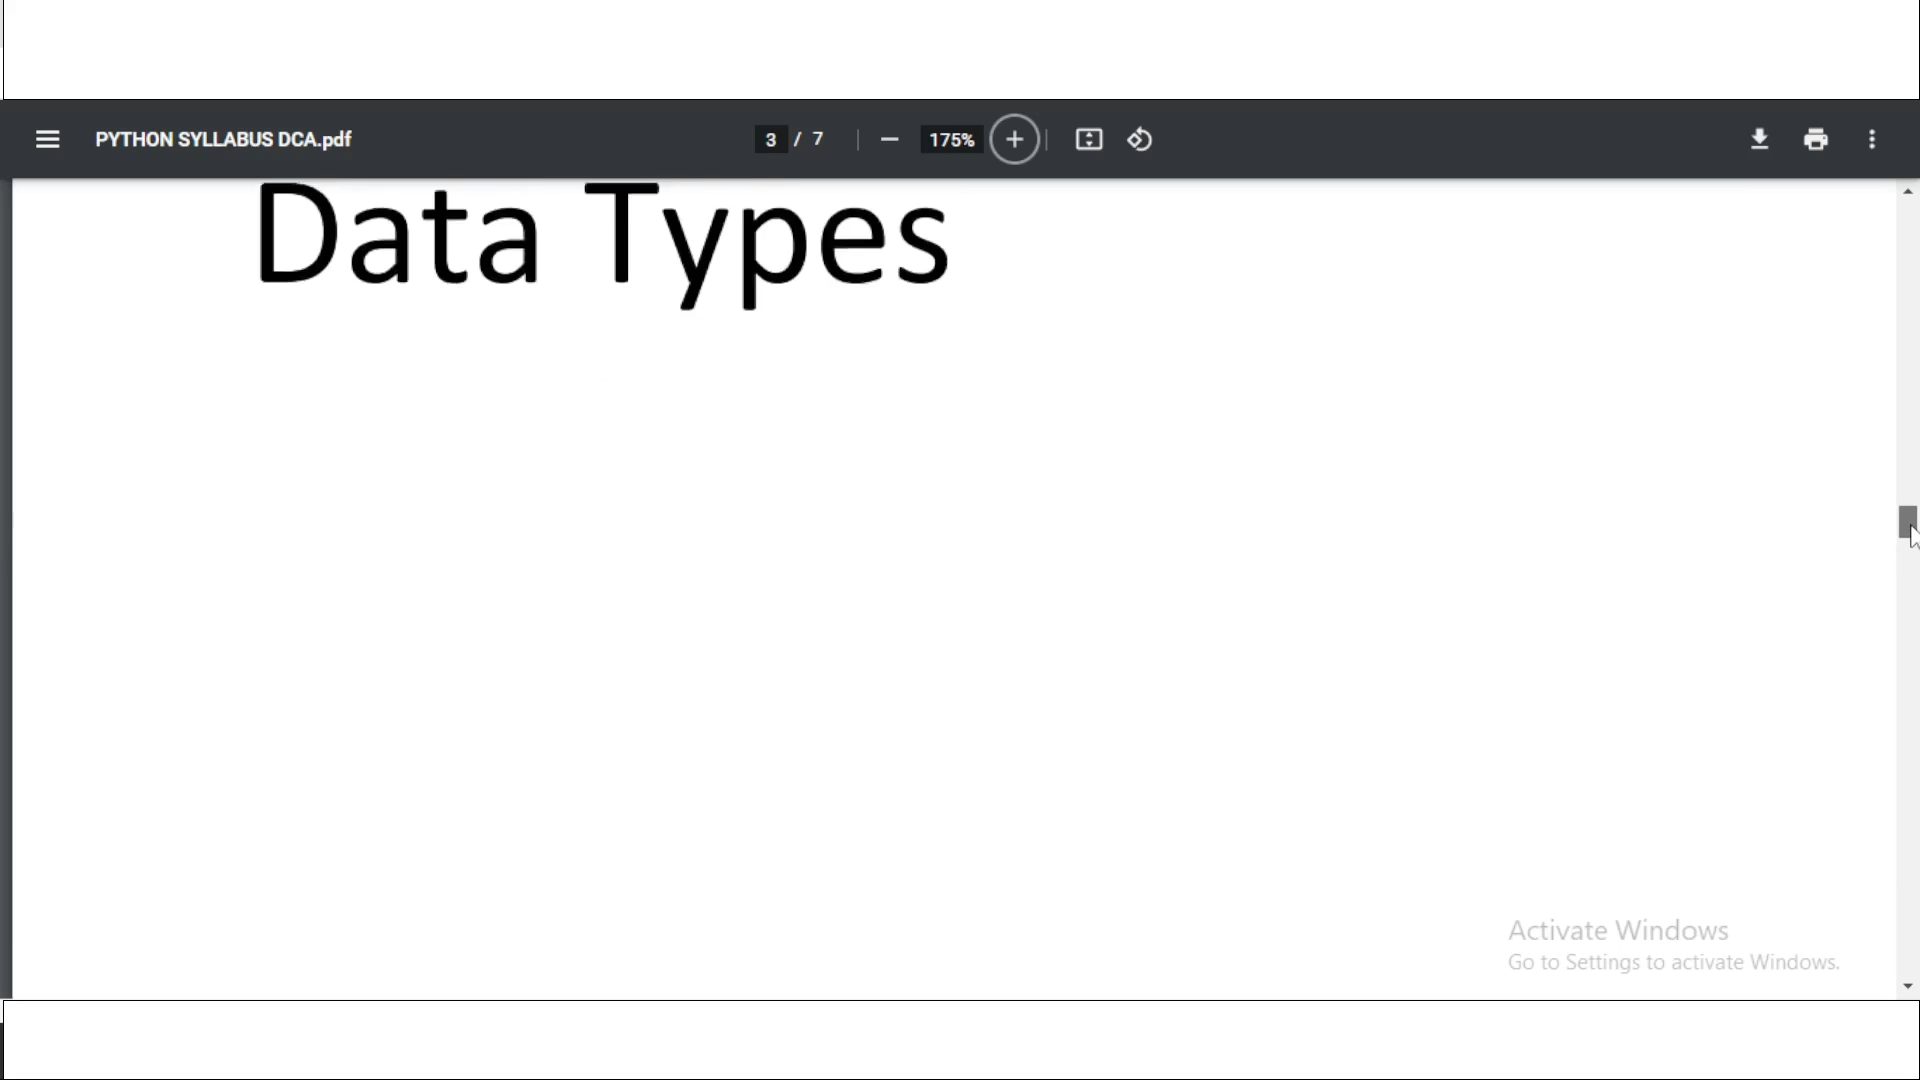 PYTHON SYLLABUS DCA.pdf
3 / 7
175%
Data Types
Activate Windows
Go to Settings to activate Windows.